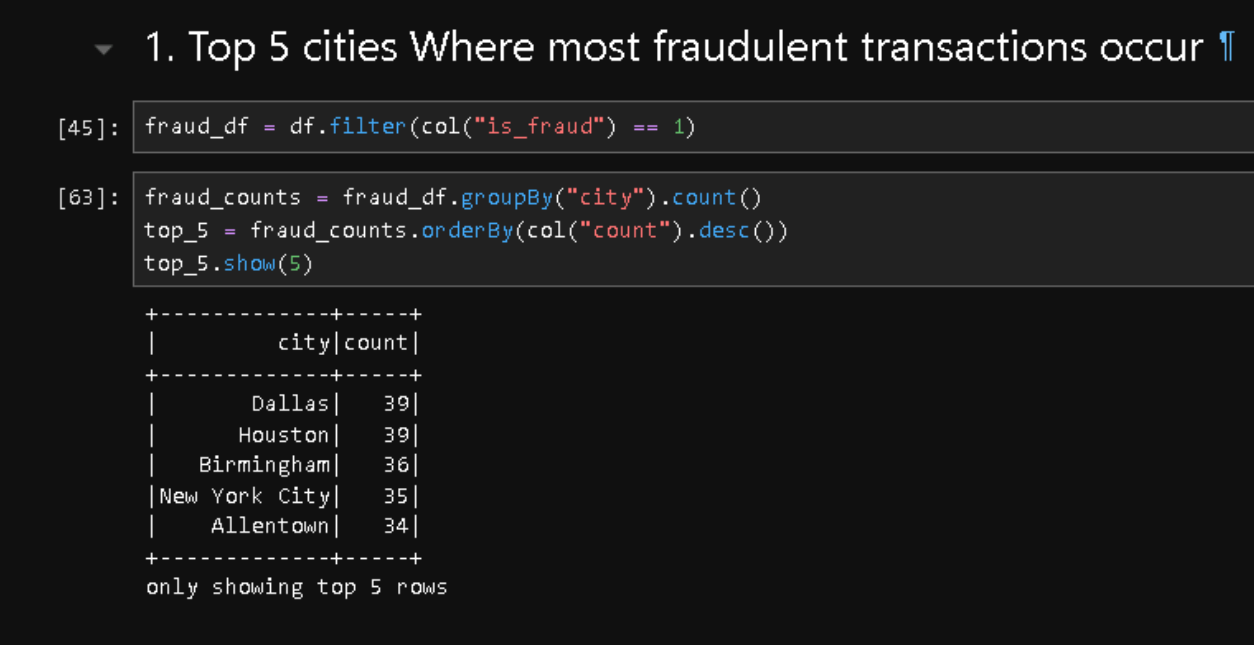 1. Top 5 cities Where most fraudulent transactions occur ¶
[45]: fraud_df = df.filter(col("is_fraud") == 1)
[63]: fraud_counts = fraud_df.groupBy("city").count()
top_5 = fraud_counts.orderBy(col("count").desc())
top_5.show(5)
+-------------+-----+
|         city|count|
+-------------+-----+
|       Dallas|   39|
|      Houston|   39|
|   Birmingham|   36|
|New York City|   35|
|    Allentown|   34|
+-------------+-----+
only showing top 5 rows